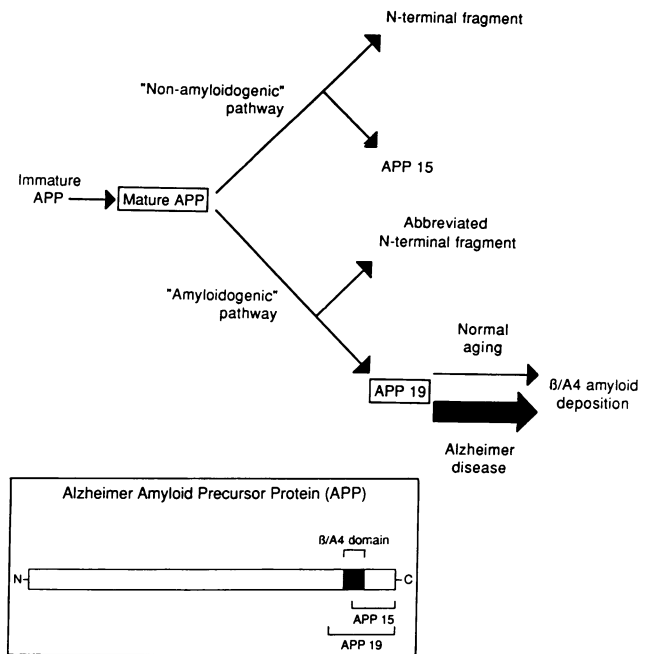 N-terminal fragment
"Non-amyloidogenic"
pathway
APP 15
Immature
APP
Mature APP
Abbreviated
N-terminal fragment
"Amyloidogenic"
pathway
Normal
aging
APP 19
ß/A4 amyloid
deposition
Alzheimer
disease
Alzheimer Amyloid Precursor Protein (APP)
ß/A4 domain
N
C
APP 15
APP 19